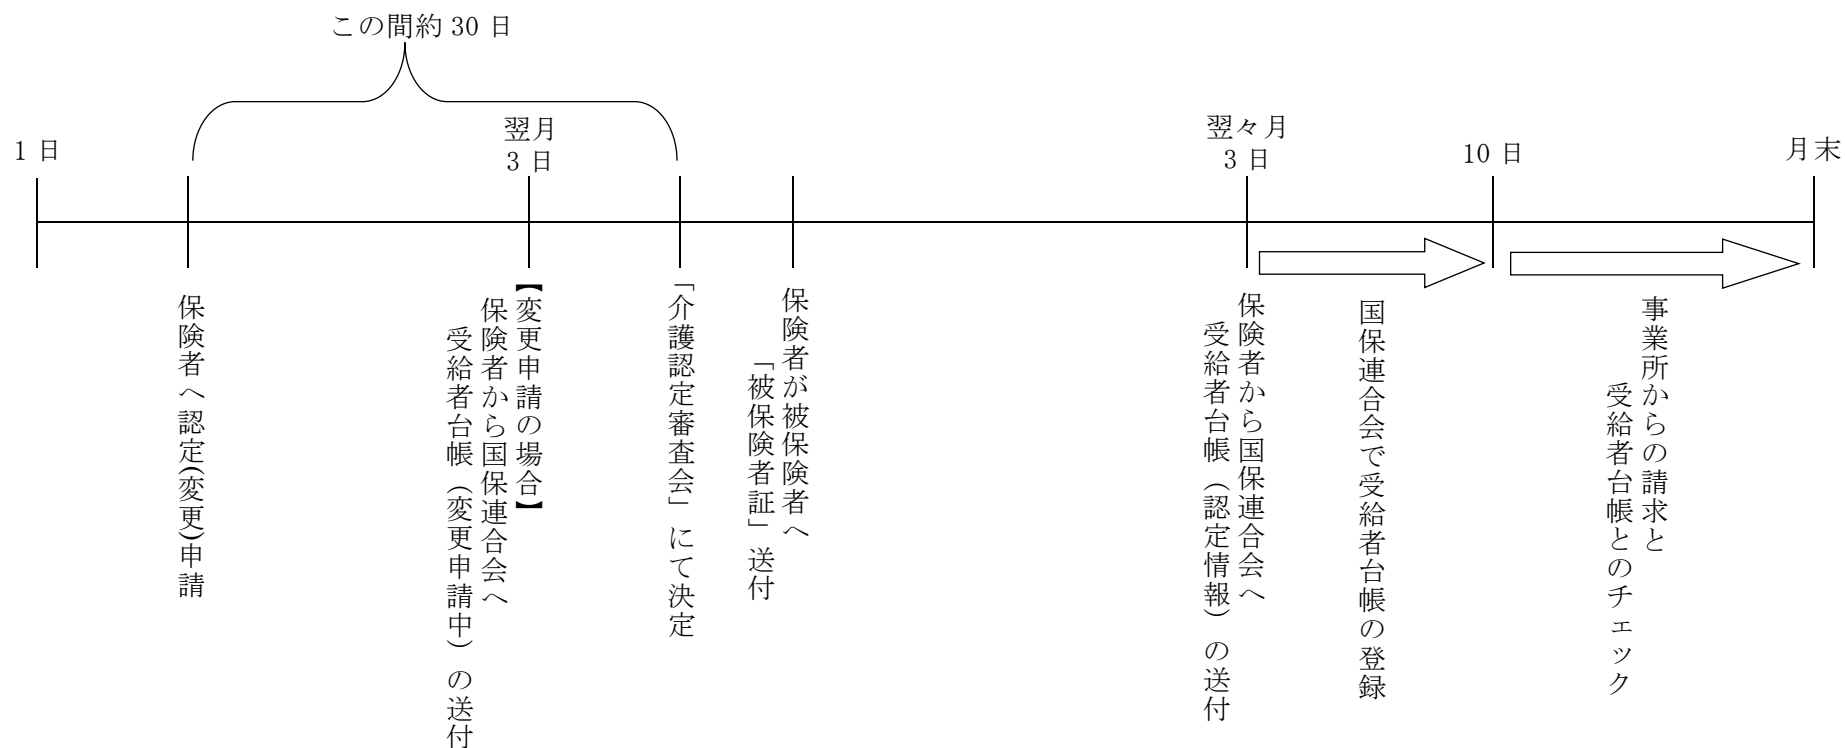 この間約 30 日
1 日
翌月
3 日
翌々月
3 日
10 日
月末
保険者へ認定(変更)申請
【変更申請の場合】
保険者から国保連合会へ
受給者台帳（変更申請中）の送付
「介護認定審査会」にて決定
保険者が被保険者へ
「被保険者証」送付
保険者から国保連合会へ
受給者台帳（認定情報）の送付
国保連合会で受給者台帳の登録
事業所からの請求と
受給者台帳とのチェック